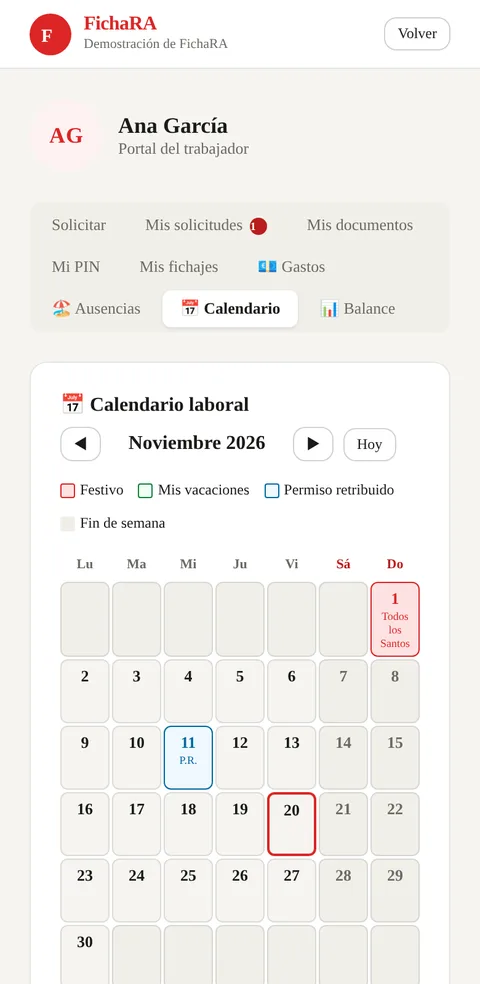 F
FichaRA
Demostración de FichaRA
Volver
AG
Ana García
Portal del trabajador
Solicitar Mis solicitudes 1 Mis documentos
Mi PIN Mis fichajes 💶 Gastos
🏖️ Ausencias 📅 Calendario 📊 Balance
📅 Calendario laboral
◀ Noviembre 2026 ▶ Hoy
Festivo Mis vacaciones Permiso retribuido
Fin de semana
Lu Ma Mi Ju Vi Sá Do
1
Todos
los
Santos
2 3 4 5 6 7 8
9 10 11 12 13 14 15
P.R.
16 17 18 19 20 21 22
23 24 25 26 27 28 29
30